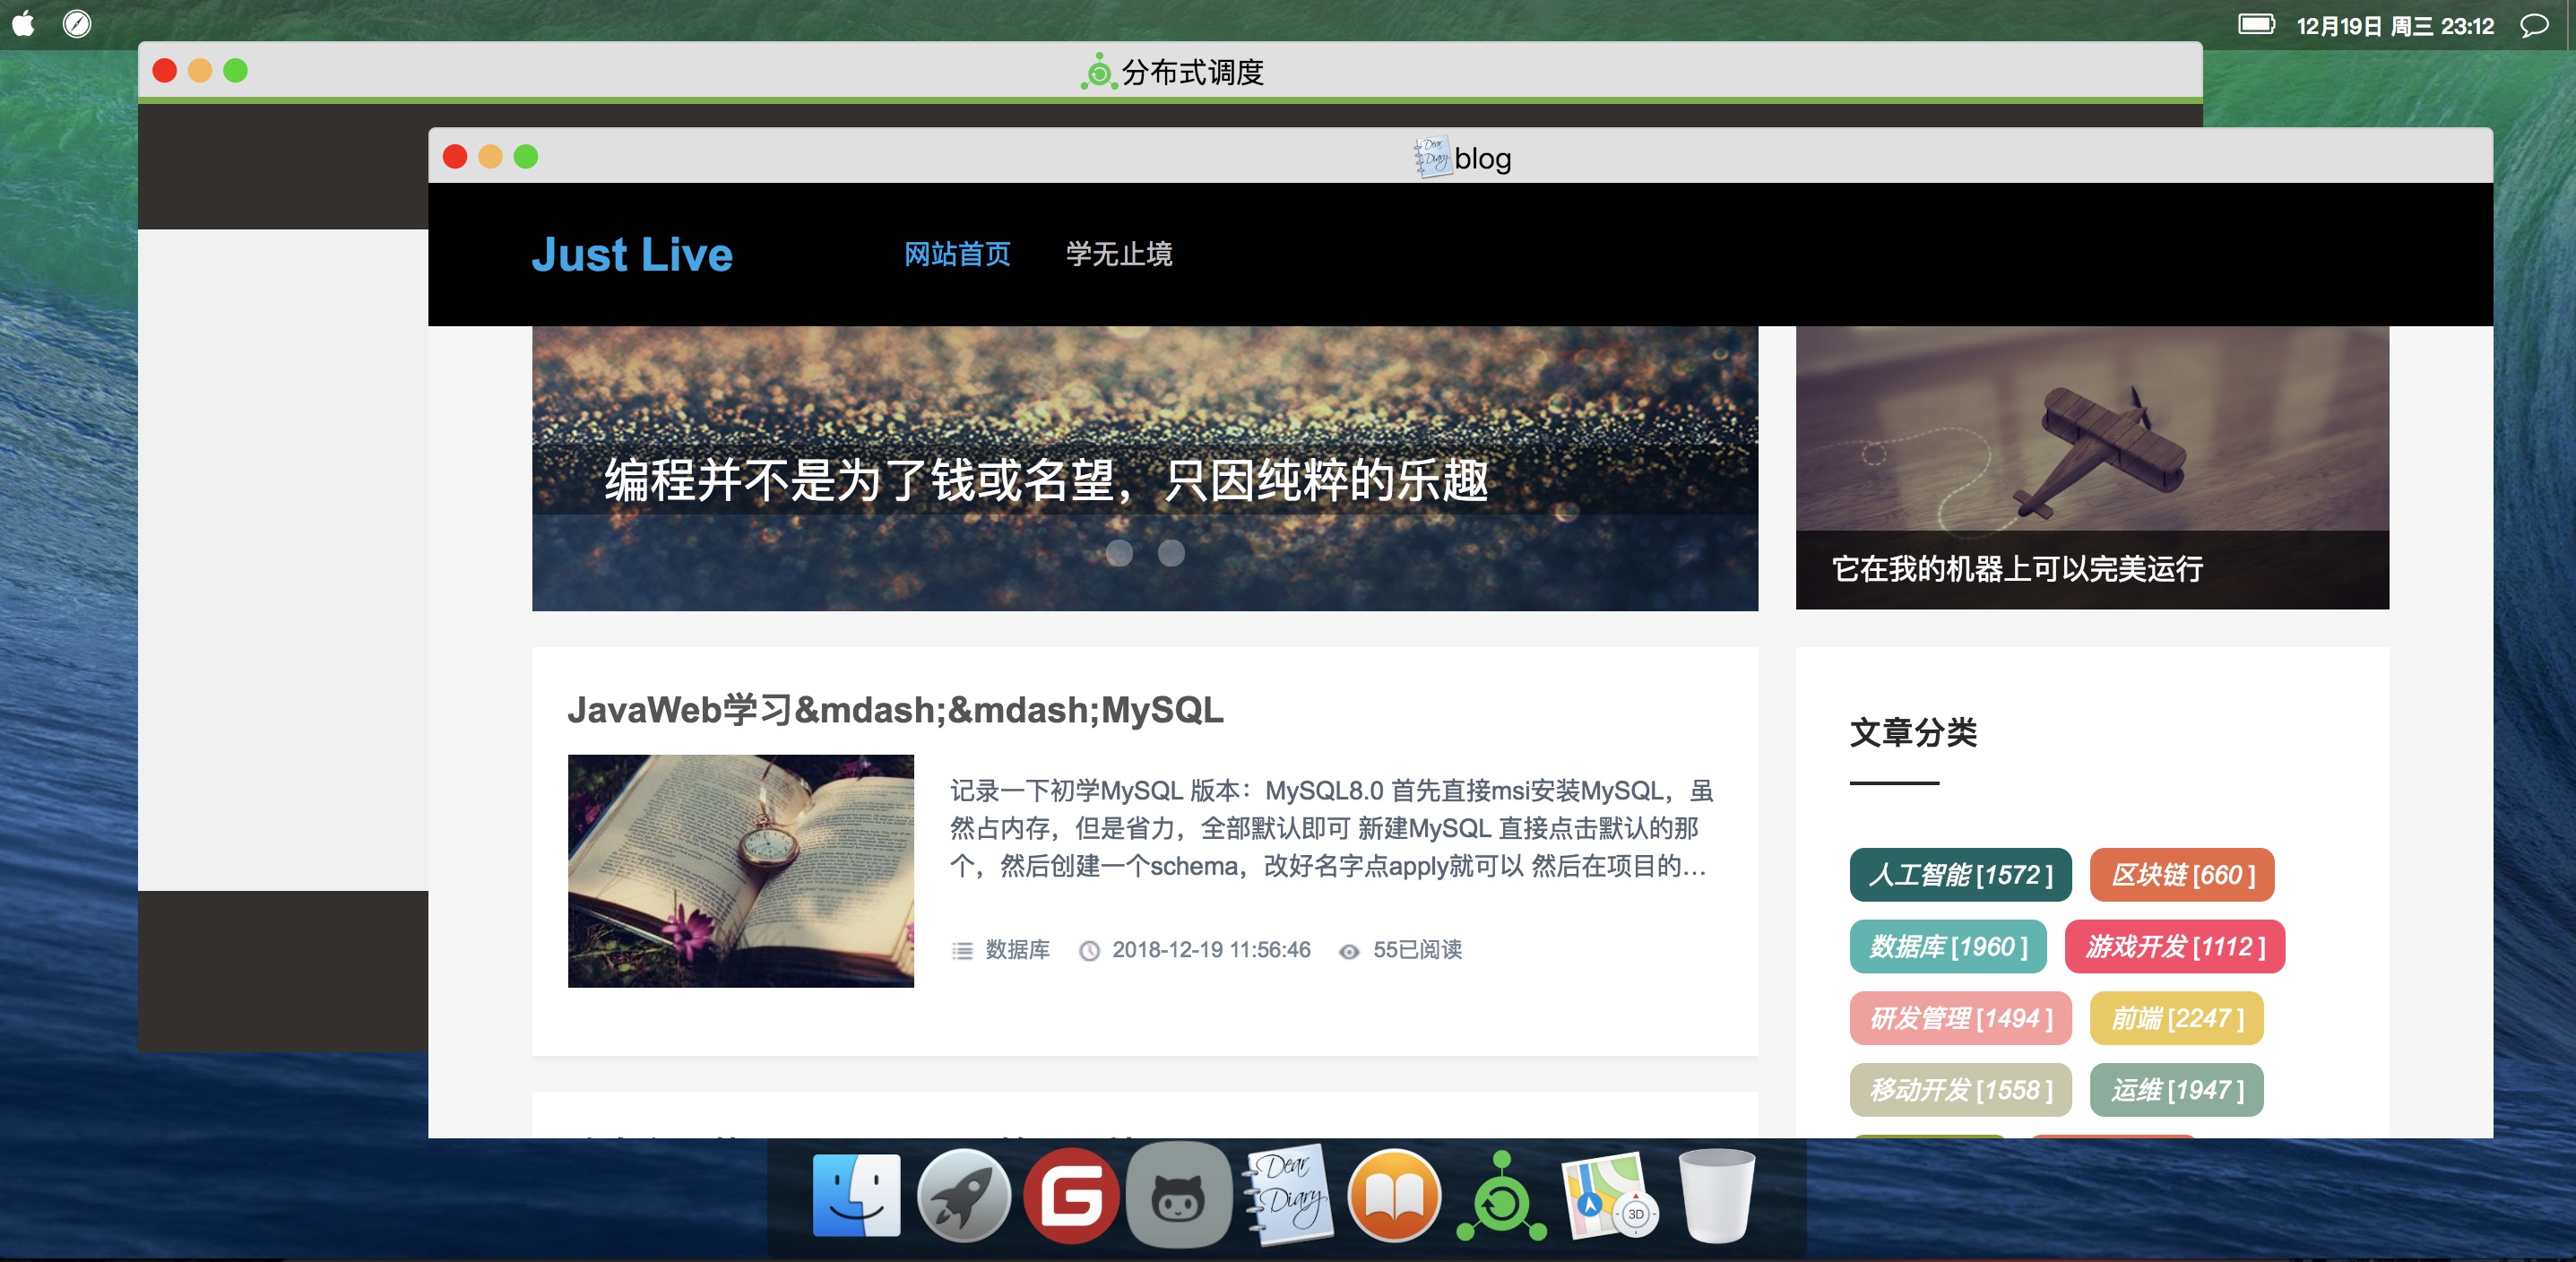 12月19日 周三 23:12
分布式调度
blog
Just Live
网站首页
学无止境
编程并不是为了钱或名望，只因纯粹的乐趣
它在我的机器上可以完美运行
JavaWeb学习&mdash;&mdash;MySQL
记录一下初学MySQL 版本：MySQL8.0 首先直接msi安装MySQL，虽
然占内存，但是省力，全部默认即可 新建MySQL 直接点击默认的那
个，然后创建一个schema，改好名字点apply就可以 然后在项目的…
数据库 2018-12-19 11:56:46 55已阅读
文章分类
人工智能 [1572 ]
区块链 [660 ]
数据库 [1960 ]
游戏开发 [1112 ]
研发管理 [1494 ]
前端 [2247 ]
移动开发 [1558 ]
运维 [1947 ]
Dear
Diary
3D